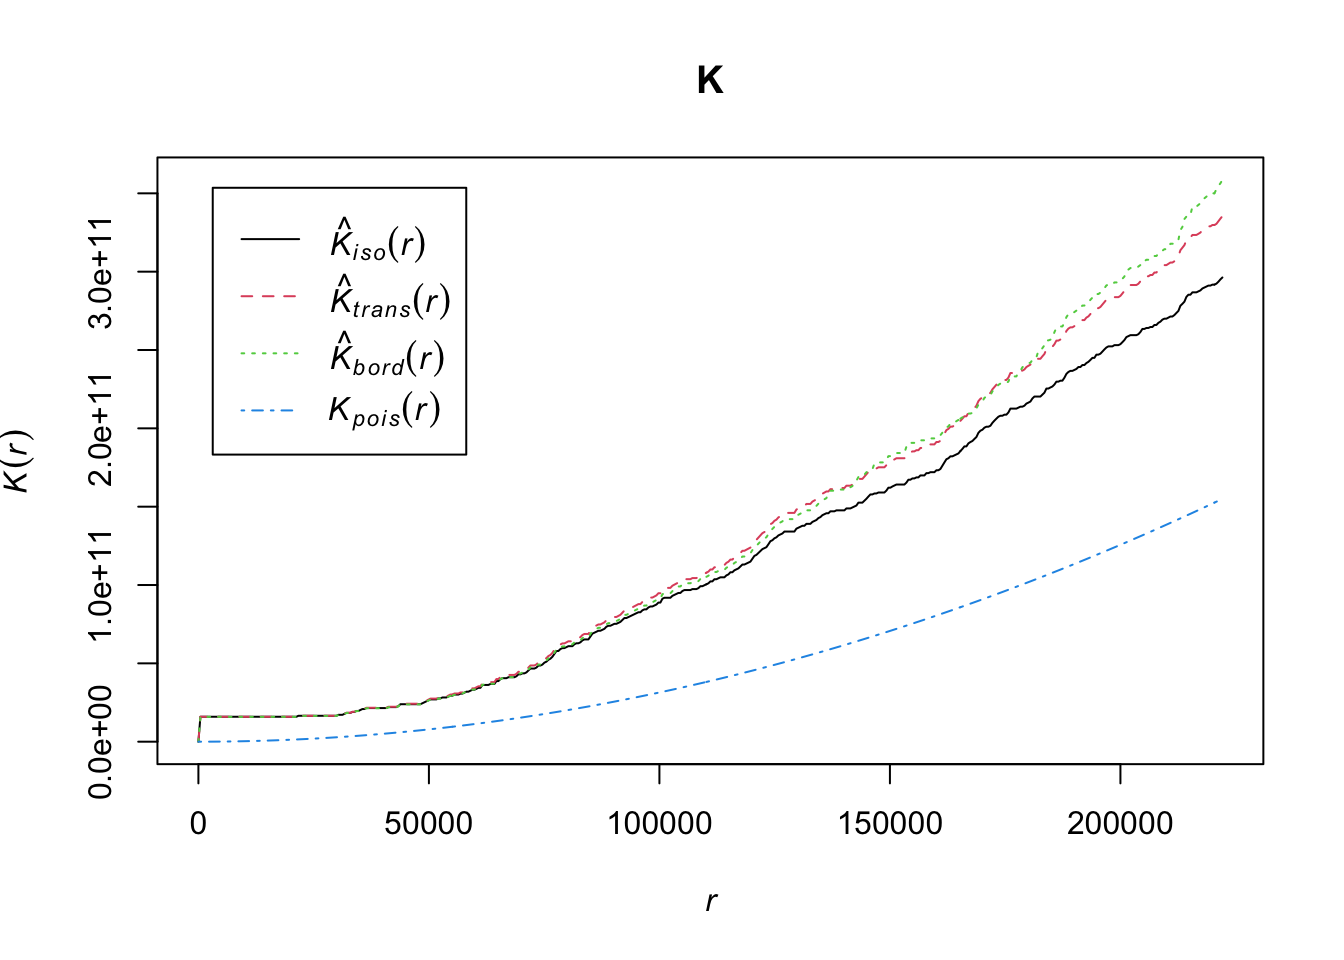 K
K̂iso(r)
K̂trans(r)
K̂bord(r)
Kpois(r)
K(r)
0.0e+00 1.0e+11 2.0e+11 3.0e+11
0 50000 100000 150000 200000
r